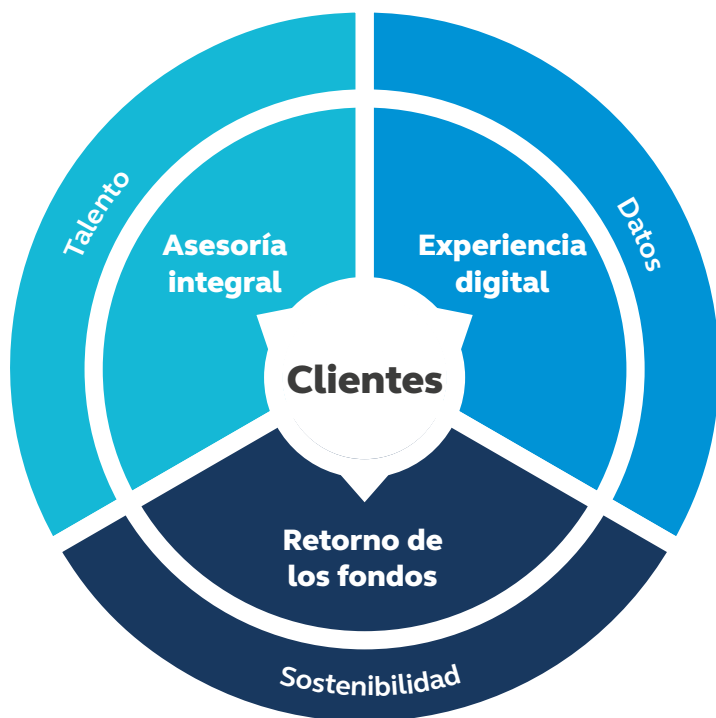 Talento
Datos
Asesoría
integral
Experiencia
digital
Clientes
Retorno de
los fondos
Sostenibilidad